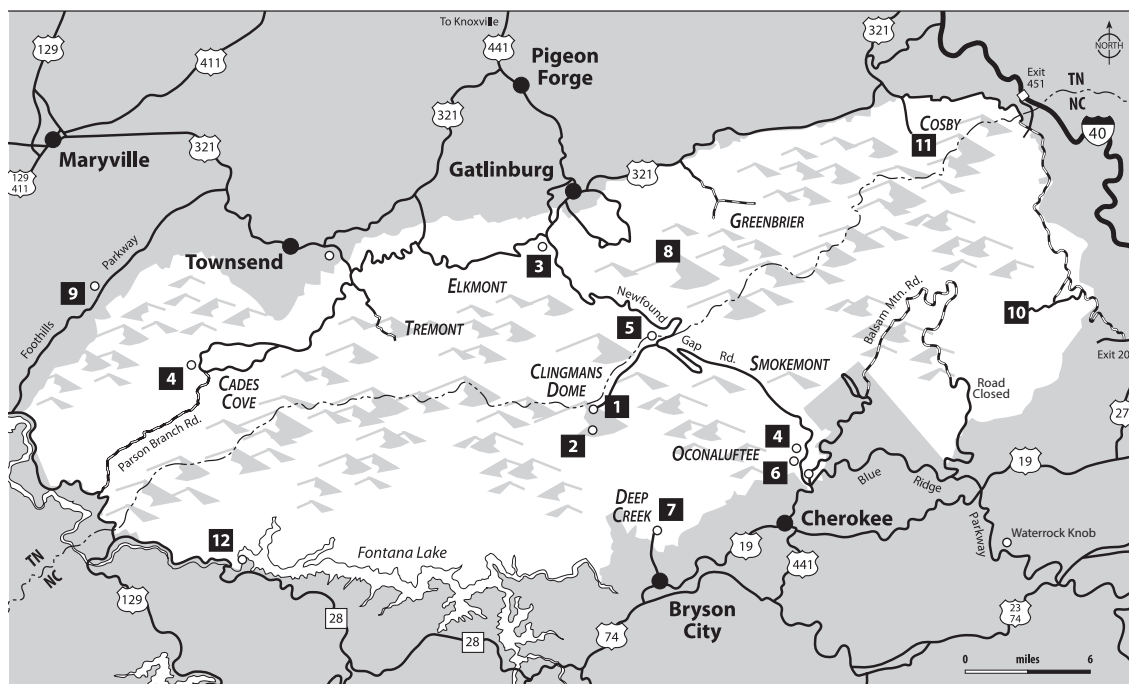 To Knoxville
441
321
129
411
Pigeon
Forge
NORTH
Exit
451
TN
NC
40
COSBY
11
Maryville
321
321
Gatlinburg
321
129
411
GREENBRIER
8
Townsend
3
ELKMONT
9
Foothills
Parkway
TREMONT
Newfound
Gap
Rd.
5
Balsam Mtn. Rd.
10
Exit 20
4
CADES
COVE
CLINGMANS
DOME
SMOKEMONT
Road
Closed
1
2
Parson Branch Rd.
276
4
OCONALUFTEE
6
19
Blue
Ridge
Parkway
DEEP
CREEK
7
Cherokee
Waterrock Knob
12
Fontana Lake
19
441
TN
NC
129
28
28
74
Bryson
City
23
74
0 miles 6